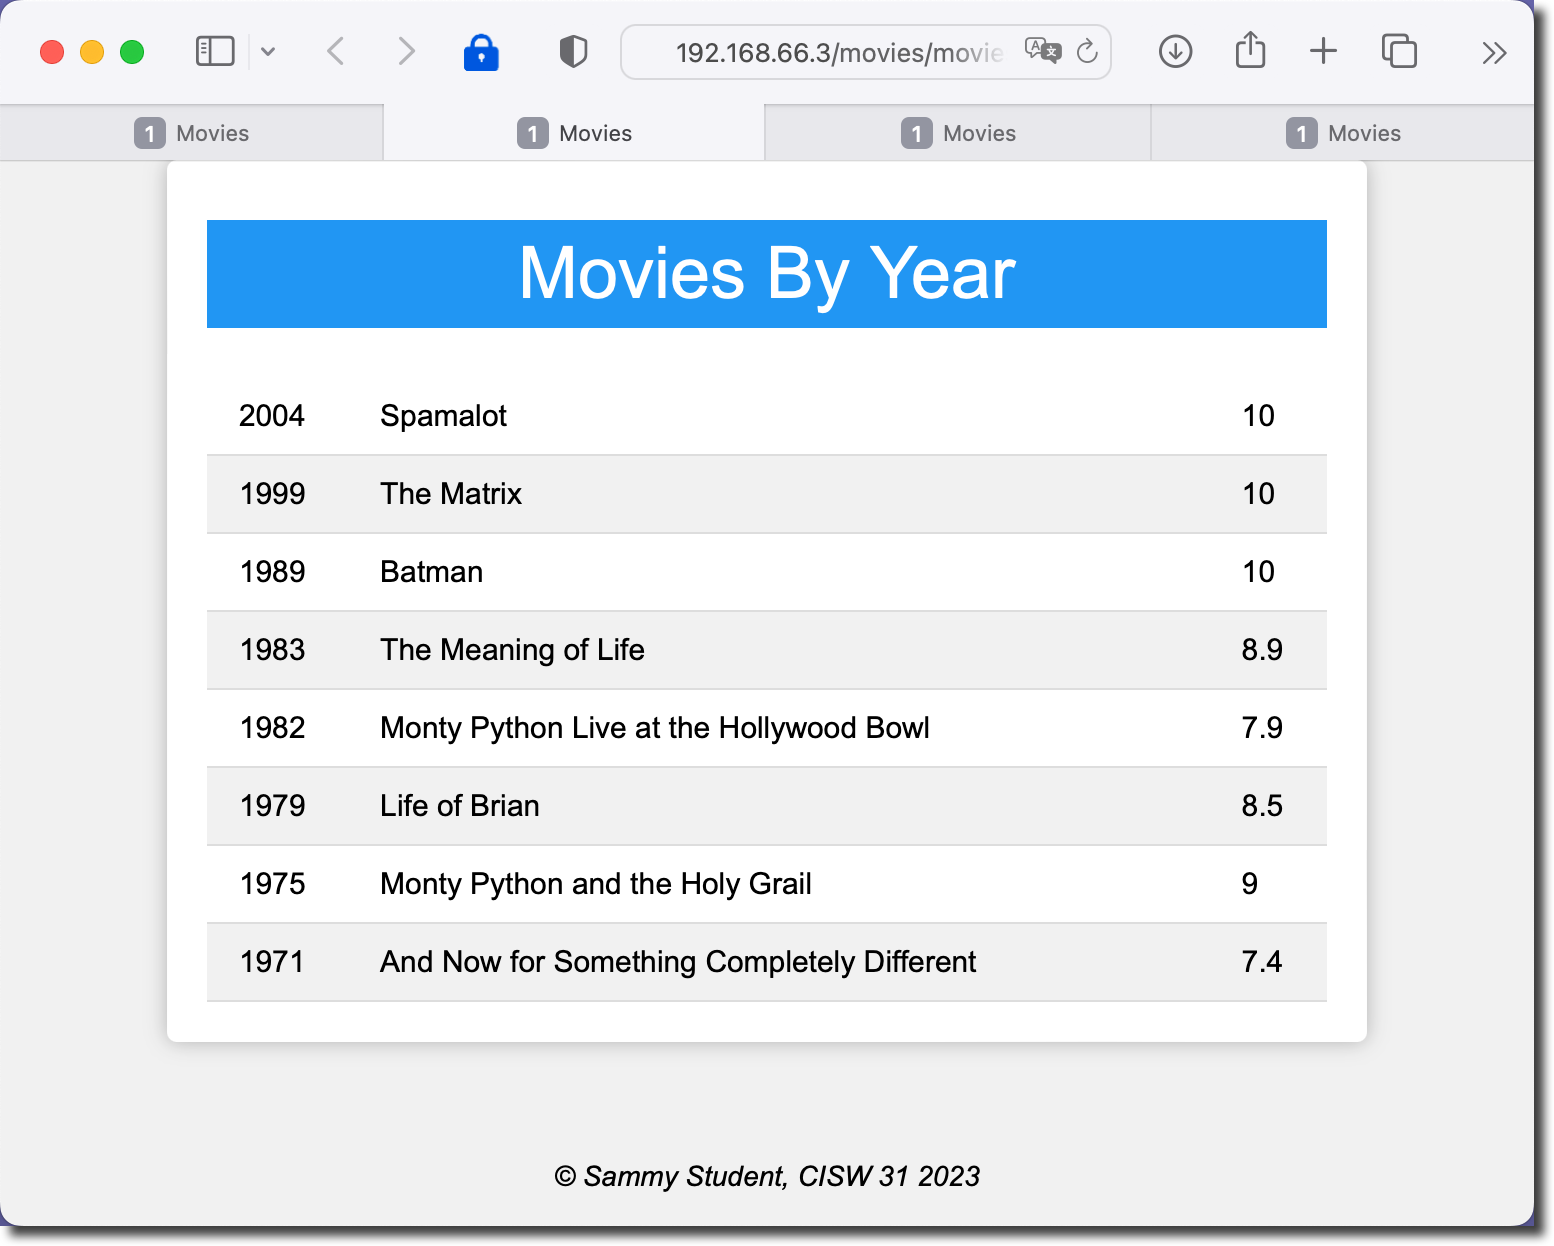 192.168.66.3/movies/movie
1 Movies
1 Movies
1 Movies
1 Movies
Movies By Year
2004 Spamalot 10
1999 The Matrix 10
1989 Batman 10
1983 The Meaning of Life 8.9
1982 Monty Python Live at the Hollywood Bowl 7.9
1979 Life of Brian 8.5
1975 Monty Python and the Holy Grail 9
1971 And Now for Something Completely Different 7.4
© Sammy Student, CISW 31 2023